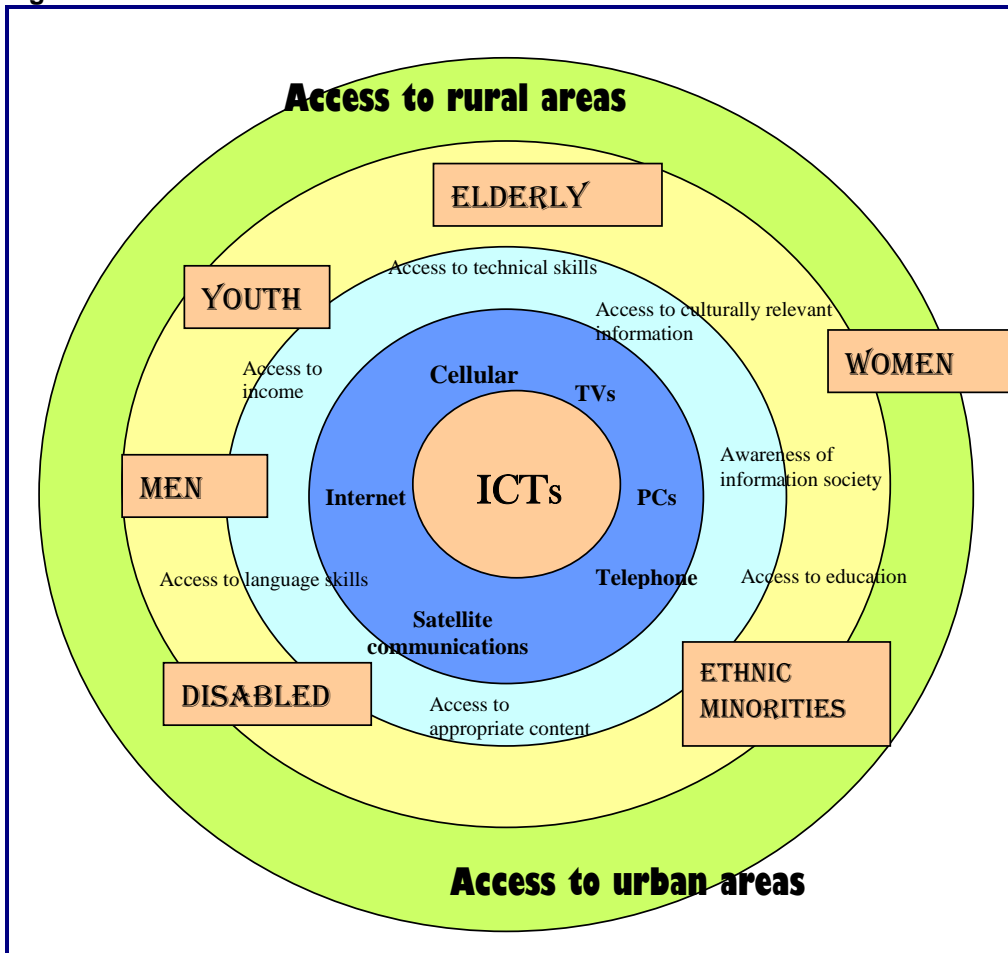 Access to rural areas
ELDERLY
Access to technical skills
YOUTH
Access to culturally relevant
information
WOMEN
Access to
income
Cellular
TVs
Awareness of
information society
MEN
Internet
ICTs
PCs
Access to language skills
Telephone
Access to education
Satellite
communications
DISABLED
ETHNIC
MINORITIES
Access to
appropriate content
Access to urban areas